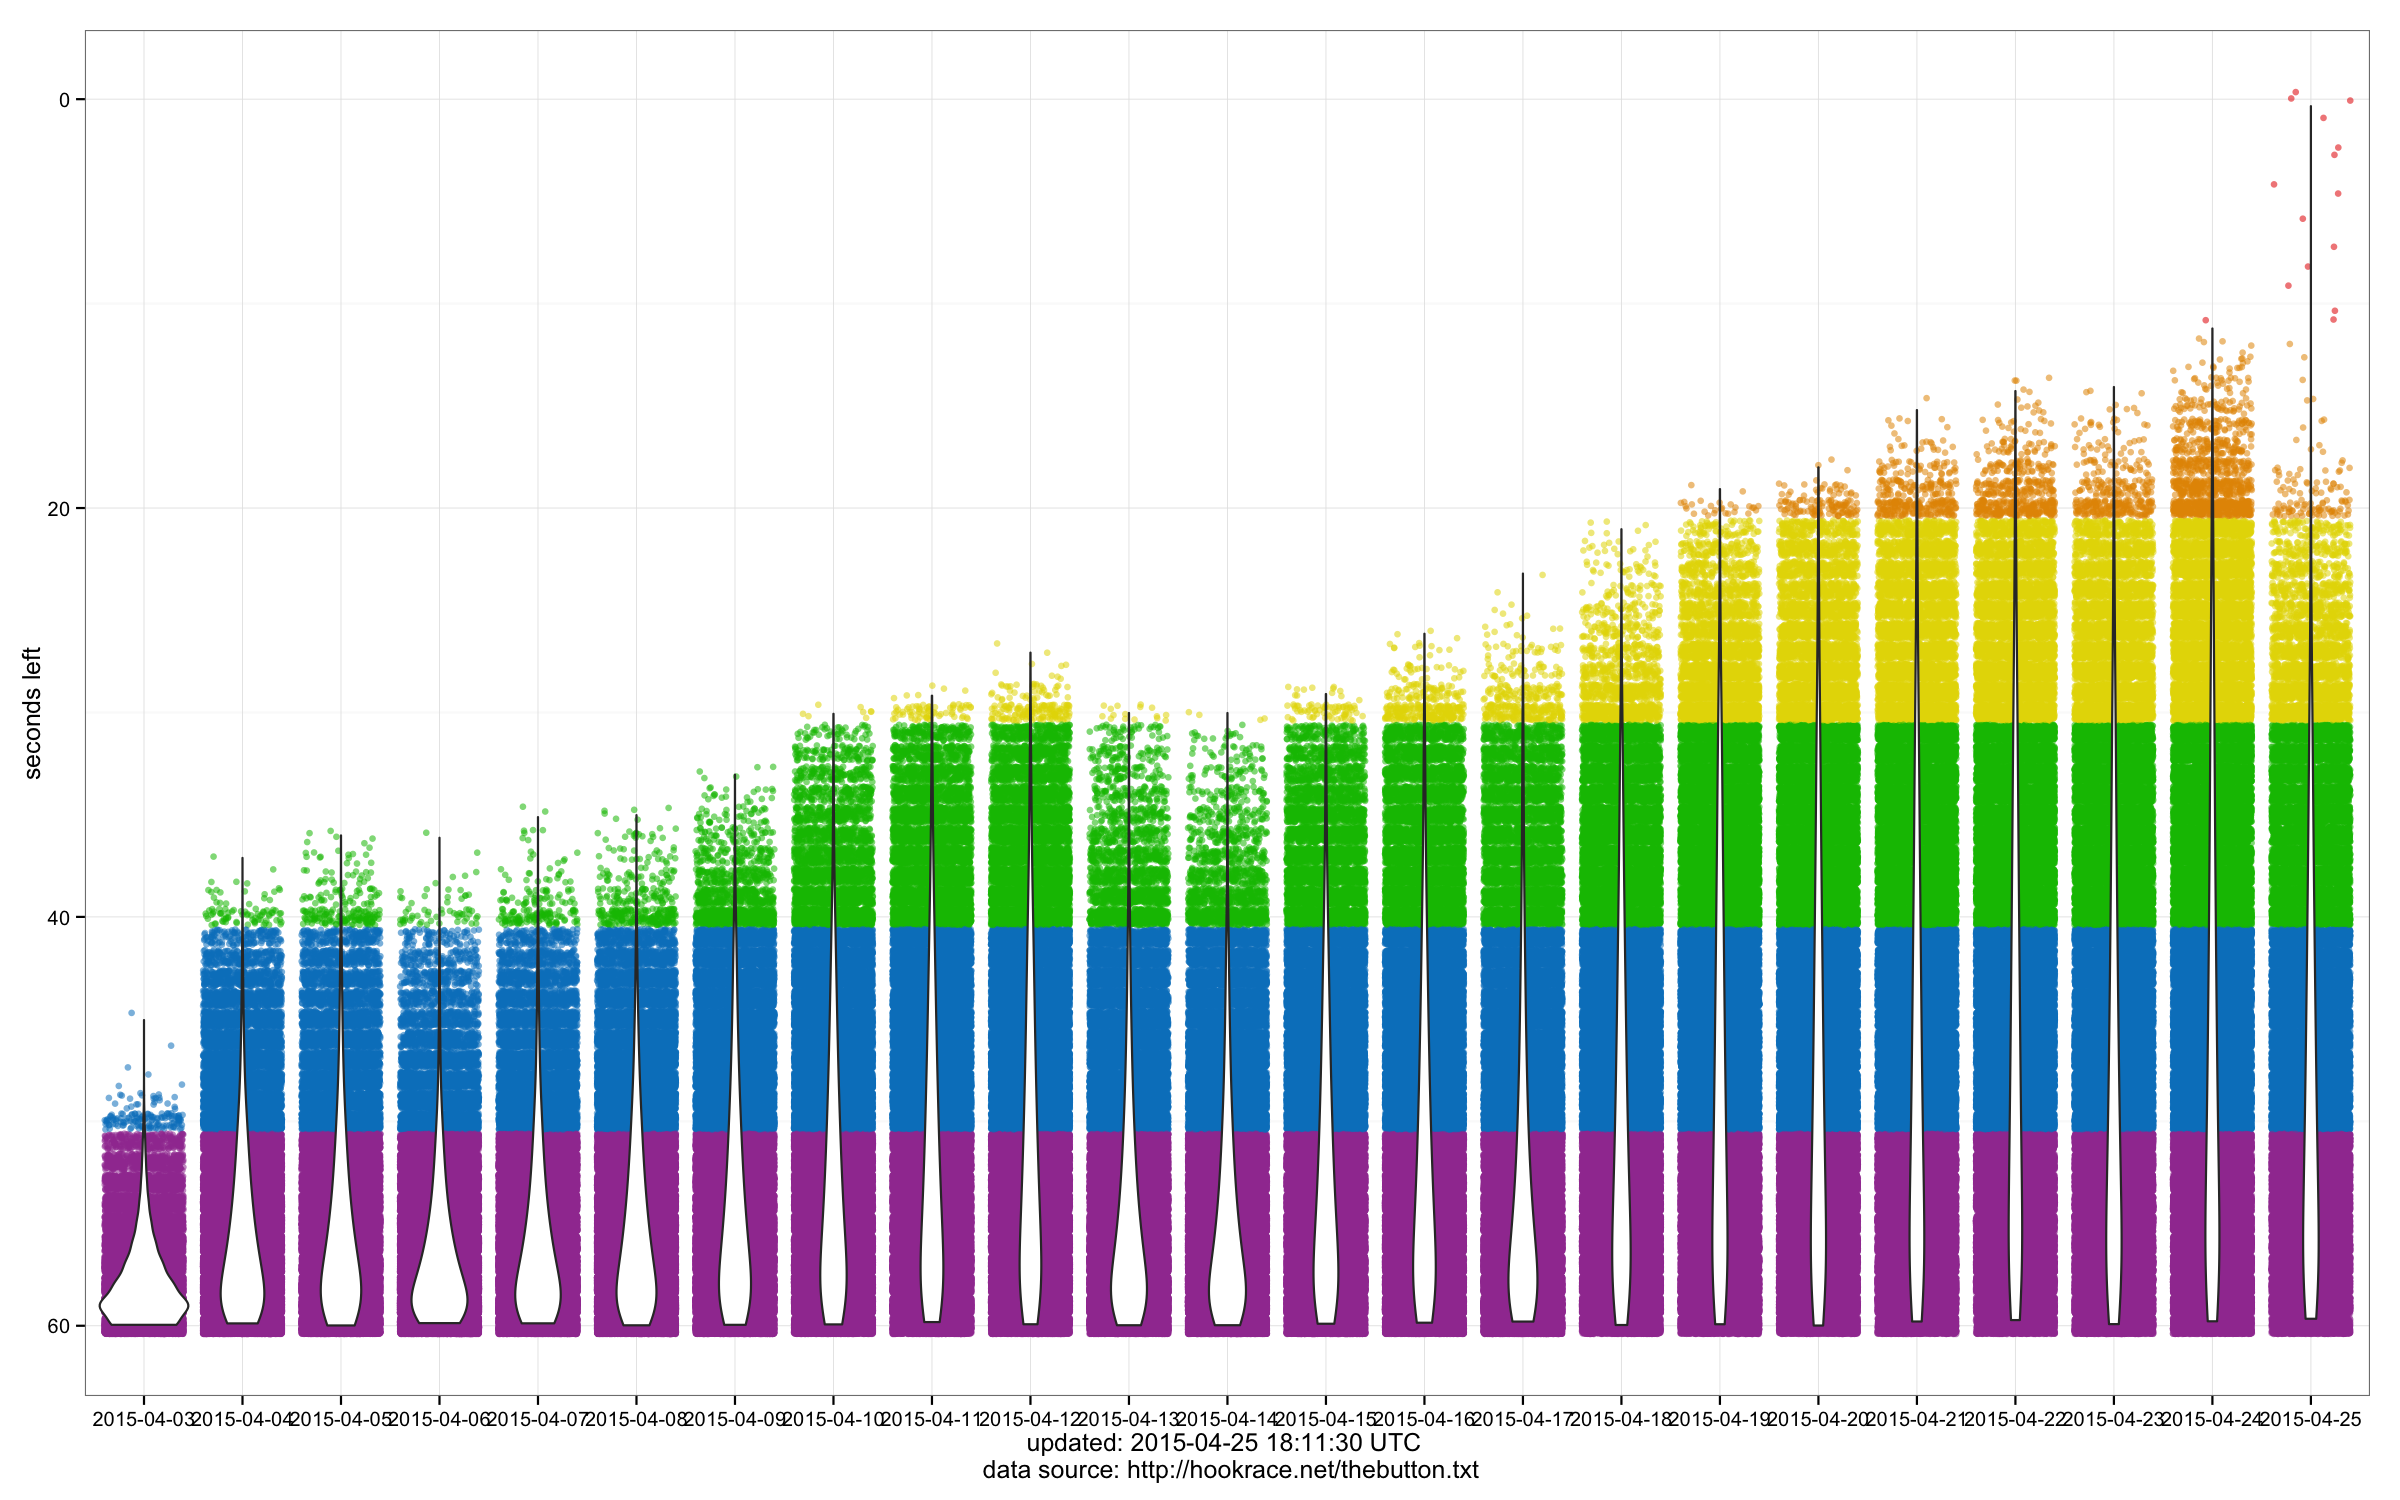 0
20
40
60
seconds left
2015-04-03 2015-04-04 2015-04-05 2015-04-06 2015-04-07 2015-04-08 2015-04-09 2015-04-10 2015-04-11 2015-04-12 2015-04-13 2015-04-14 2015-04-15 2015-04-16 2015-04-17 2015-04-18 2015-04-19 2015-04-20 2015-04-21 2015-04-22 2015-04-23 2015-04-24 2015-04-25
updated: 2015-04-25 18:11:30 UTC
data source: http://hookrace.net/thebutton.txt